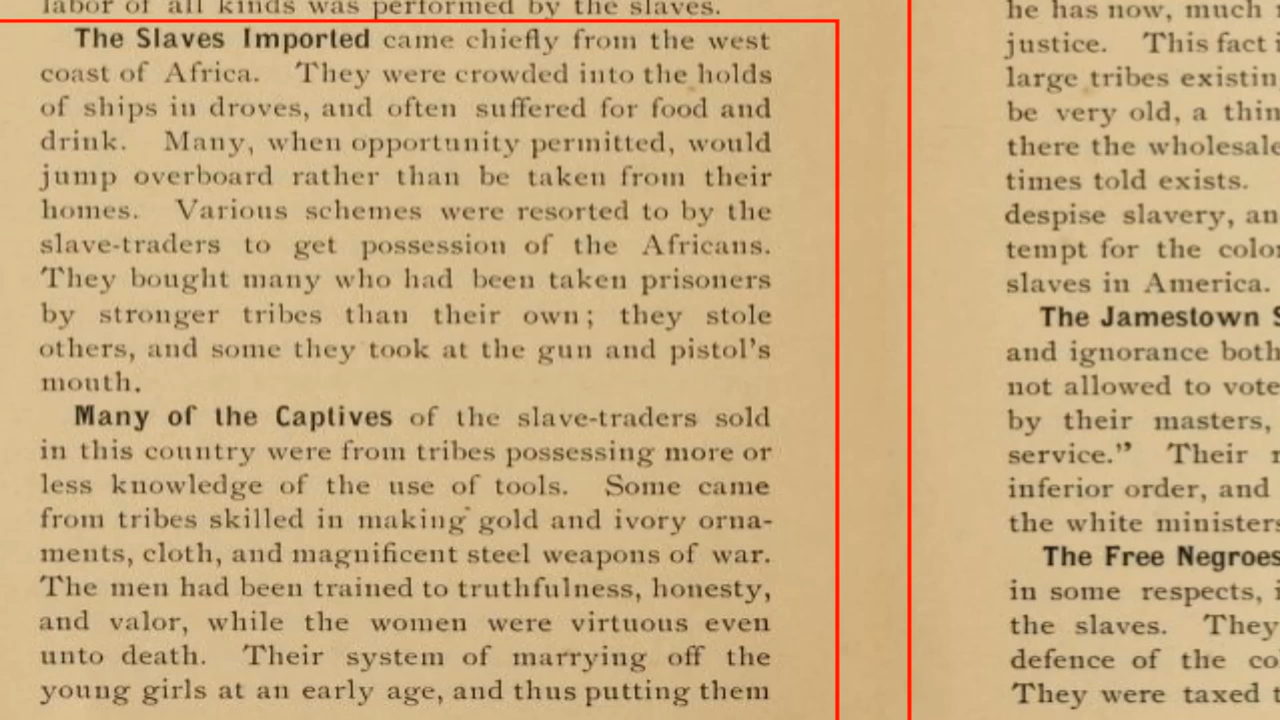 labor of all kinds was performed by the slaves.
The Slaves Imported came chiefly from the west
coast of Africa. They were crowded into the holds
of ships in droves, and often suffered for food and
drink. Many, when opportunity permitted, would
jump overboard rather than be taken from their
homes. Various schemes were resorted to by the
slave-traders to get possession of the Africans.
They bought many who had been taken prisoners
by stronger tribes than their own; they stole
others, and some they took at the gun and pistol's
mouth.
Many of the Captives of the slave-traders sold
in this country were from tribes possessing more or
less knowledge of the use of tools. Some came
from tribes skilled in making gold and ivory orna-
ments, cloth, and magnificent steel weapons of war.
The men had been trained to truthfulness, honesty,
and valor, while the women were virtuous even
unto death. Their system of marrying off the
young girls at an early age, and thus putting them
he has now, much
justice. This fact
large tribes
be very old, a
there the wholesale
times told exists.
despise slavery,
tempt for the
slaves in America.
The Jamestown
and ignorance both
not allowed to vote
by their masters,
service.” Their
inferior order, and
the white ministers
The Free Negroes
in some respects,
the slaves. They
defence of the
They were taxed